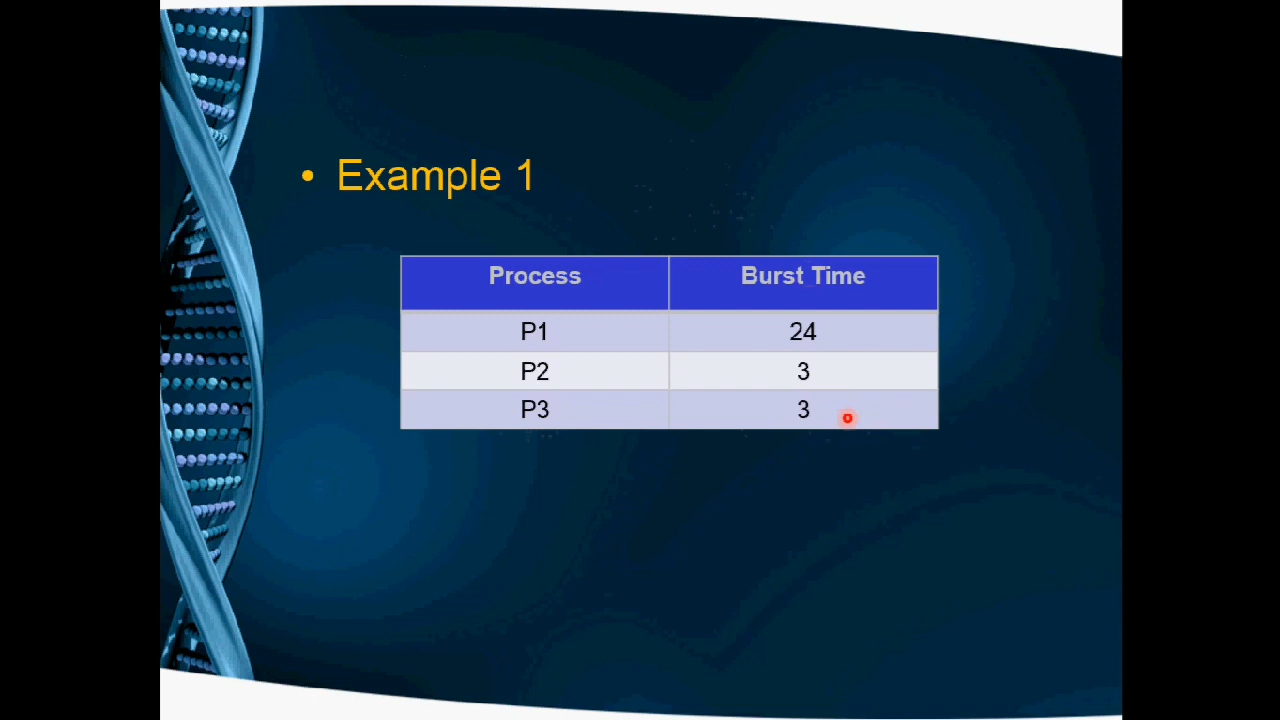 • Example 1
Process Burst Time
P1 24
P2 3
P3 3